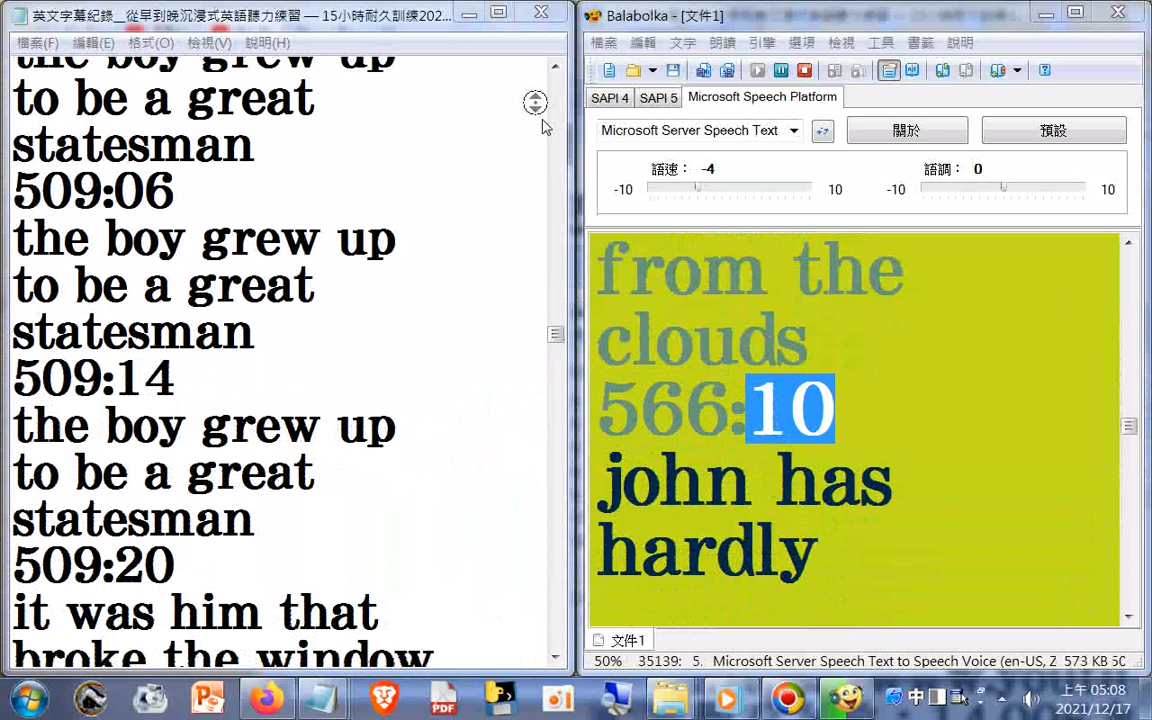 英文字幕紀錄__從早到晚沉浸式英語聽力練習 — 15小時耐久訓練202...
檔案(F) 編輯(E) 格式(O) 檢視(V) 說明(H)
the boy grew up
to be a great
statesman
509:06
the boy grew up
to be a great
statesman
509:14
the boy grew up
to be a great
statesman
509:20
it was him that
broke the window
Balabolka - [文件1]
檔案 編輯 文字 朗讀 引擎 選項 檢視 工具 書籤 說明
SAPI 4 SAPI 5 Microsoft Speech Platform
Microsoft Server Speech Text 關於 預設
語速： -4 語調： 0
-10 10 -10 10
from the
clouds
566:10
john has
hardly
文件1
50% 35139: 5. Microsoft Server Speech Text to Speech Voice (en-US, Z 573 KB
中 上午 05:08
2021/12/17